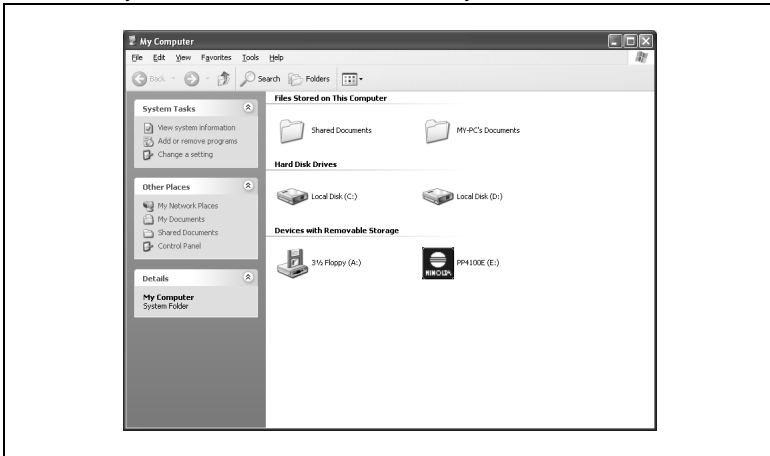 My Computer
File Edit View Favorites Tools Help
Back Search Folders
System Tasks
View system information
Add or remove programs
Change a setting
Other Places
My Network Places
My Documents
Shared Documents
Control Panel
Details
My Computer
System Folder
Files Stored on This Computer
Shared Documents MY-PC's Documents
Hard Disk Drives
Local Disk (C:) Local Disk (D:)
Devices with Removable Storage
3½ Floppy (A:) PP4100E (E:)
MINOLTA